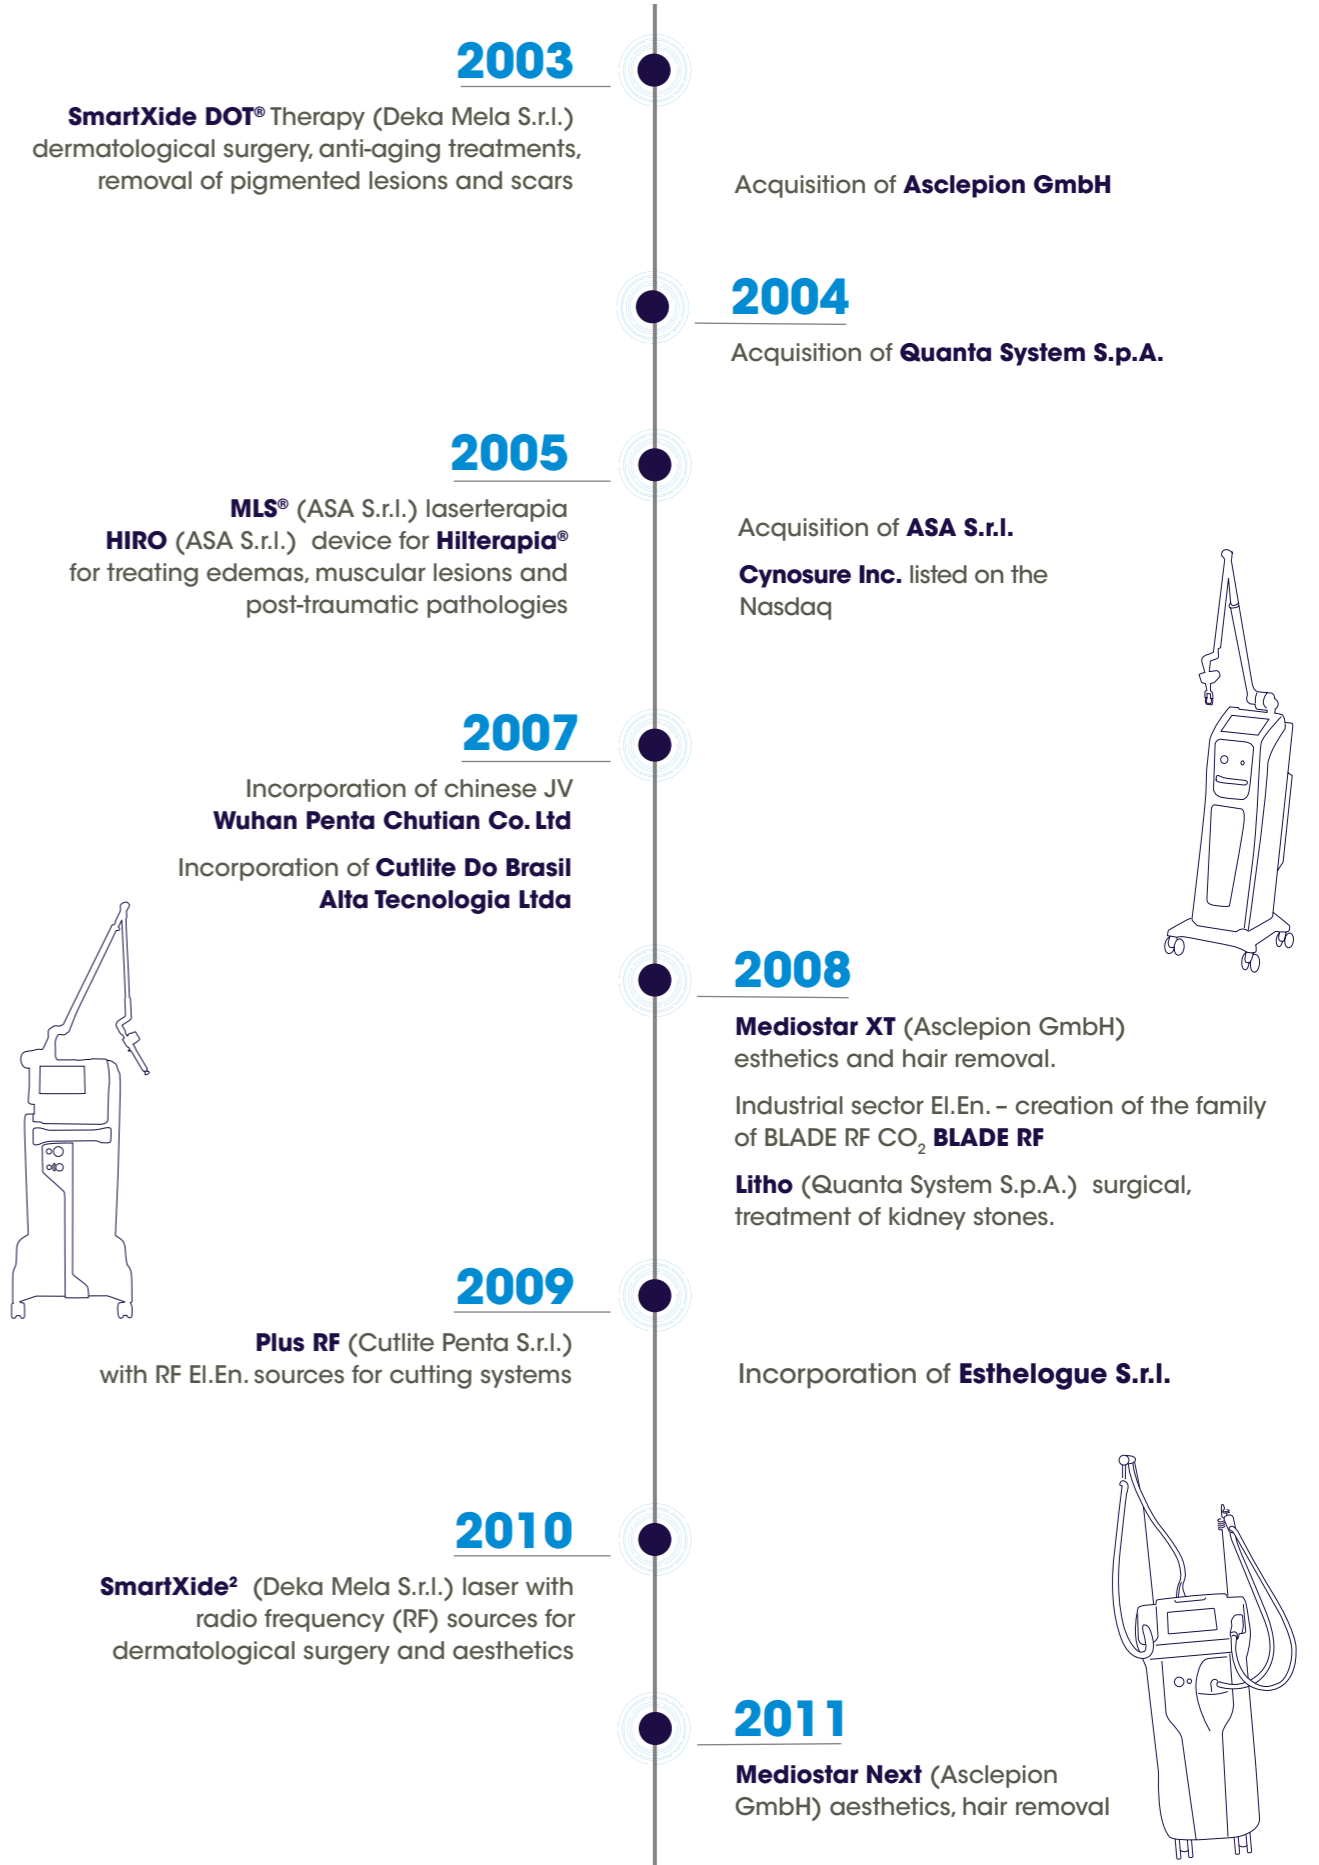 2003
SmartXide DOT® Therapy (Deka Mela S.r.l.)
dermatological surgery, anti-aging treatments,
removal of pigmented lesions and scars
Acquisition of Asclepion GmbH
2004
Acquisition of Quanta System S.p.A.
2005
MLS® (ASA S.r.l.) laserterapia
HIRO (ASA S.r.l.) device for Hilterapia®
for treating edemas, muscular lesions and
post-traumatic pathologies
Acquisition of ASA S.r.l.
Cynosure Inc. listed on the
Nasdaq
2007
Incorporation of chinese JV
Wuhan Penta Chutian Co. Ltd
Incorporation of Cutlite Do Brasil
Alta Tecnologia Ltda
2008
Mediostar XT (Asclepion GmbH)
esthetics and hair removal.
Industrial sector El.En. – creation of the family
of BLADE RF CO₂ BLADE RF
Litho (Quanta System S.p.A.) surgical,
treatment of kidney stones.
2009
Plus RF (Cutlite Penta S.r.l.)
with RF El.En. sources for cutting systems
Incorporation of Esthelogue S.r.l.
2010
SmartXide² (Deka Mela S.r.l.) laser with
radio frequency (RF) sources for
dermatological surgery and aesthetics
2011
Mediostar Next (Asclepion
GmbH) aesthetics, hair removal